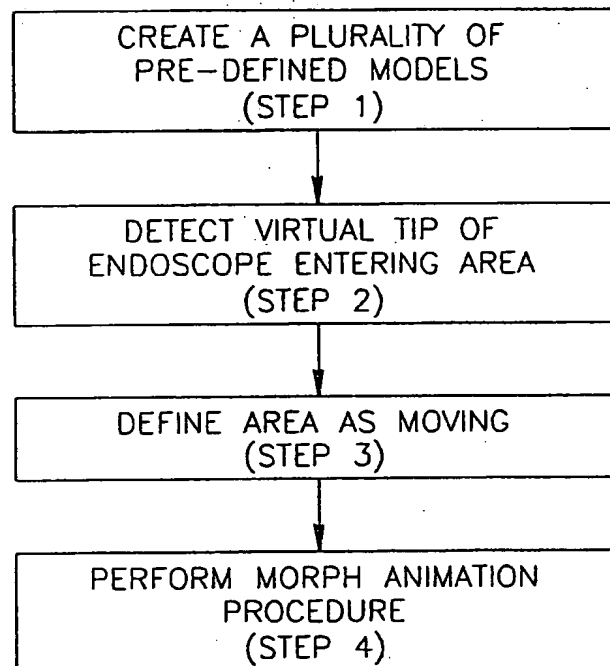 CREATE A PLURALITY OF
PRE-DEFINED MODELS
(STEP 1)
DETECT VIRTUAL TIP OF
ENDOSCOPE ENTERING AREA
(STEP 2)
DEFINE AREA AS MOVING
(STEP 3)
PERFORM MORPH ANIMATION
PROCEDURE
(STEP 4)